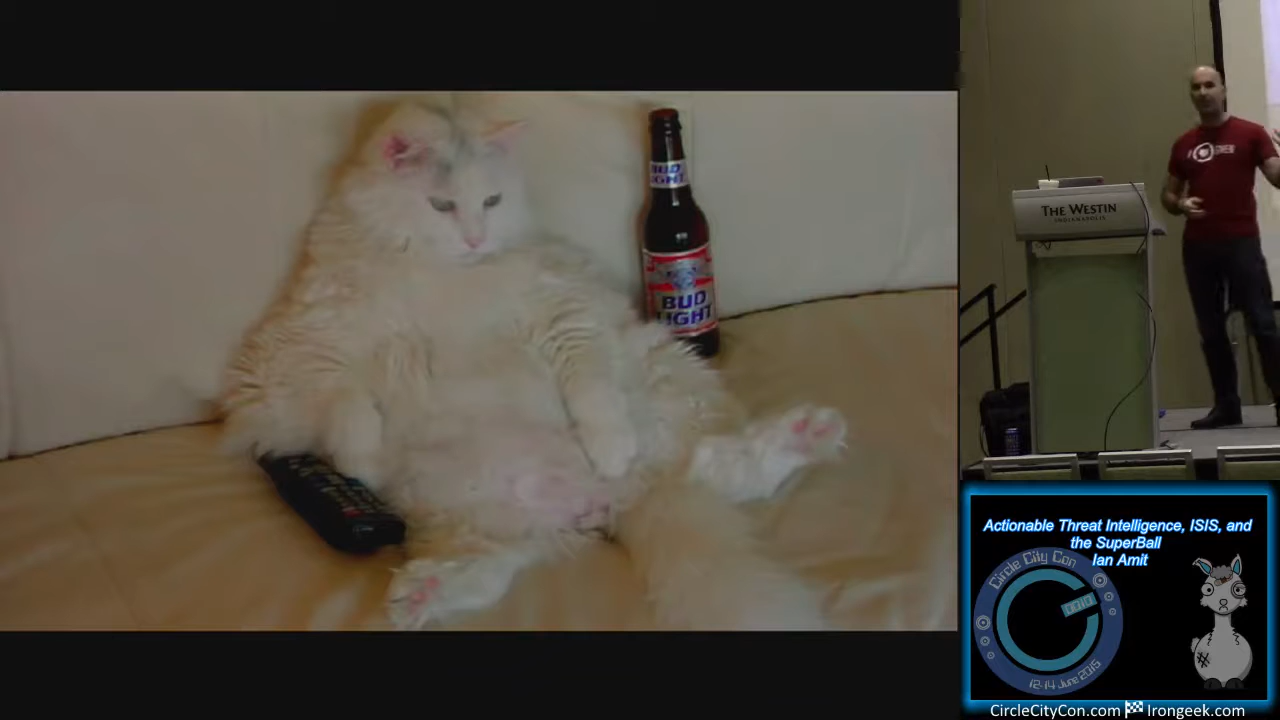 BUD
LIGHT
BUD
LIGHT
THE WESTIN
INDIANAPOLIS
Actionable Threat Intelligence, ISIS, and
the SuperBall
Ian Amit
Circle City Con
12-14 June 2015
CircleCityCon.com Irongeek.com